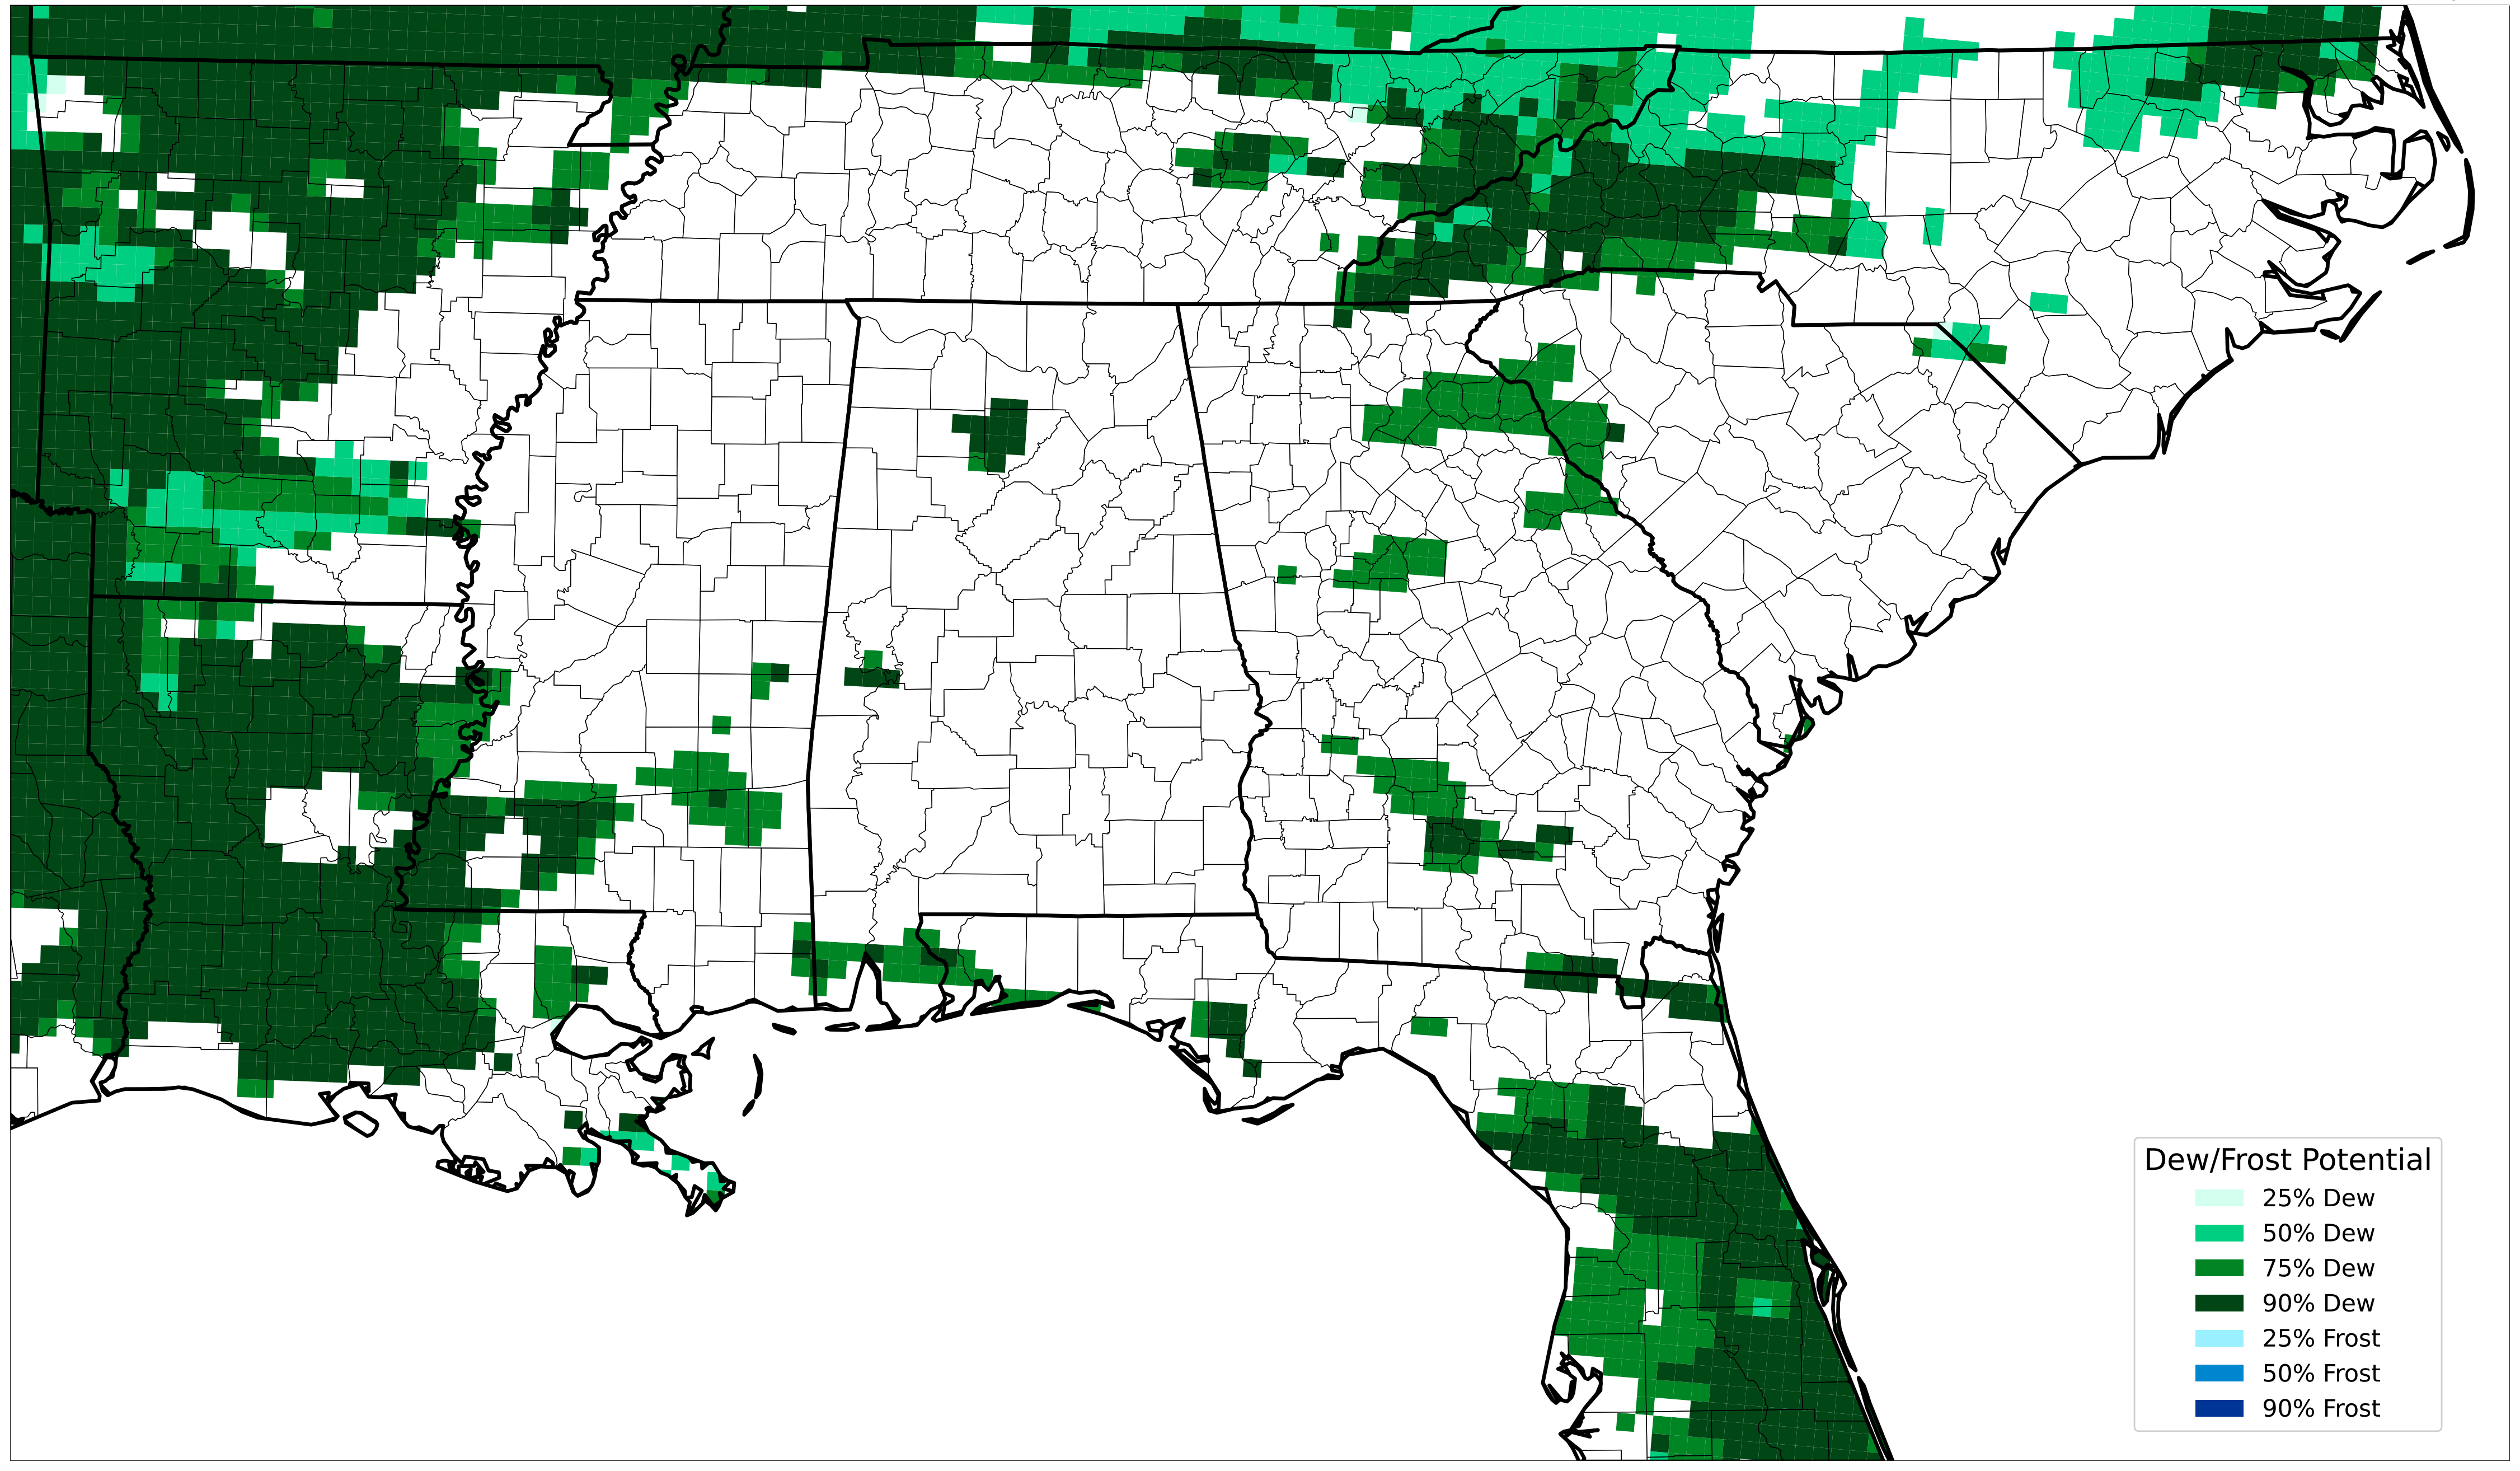 Dew/Frost Potential
25% Dew
50% Dew
75% Dew
90% Dew
25% Frost
50% Frost
90% Frost